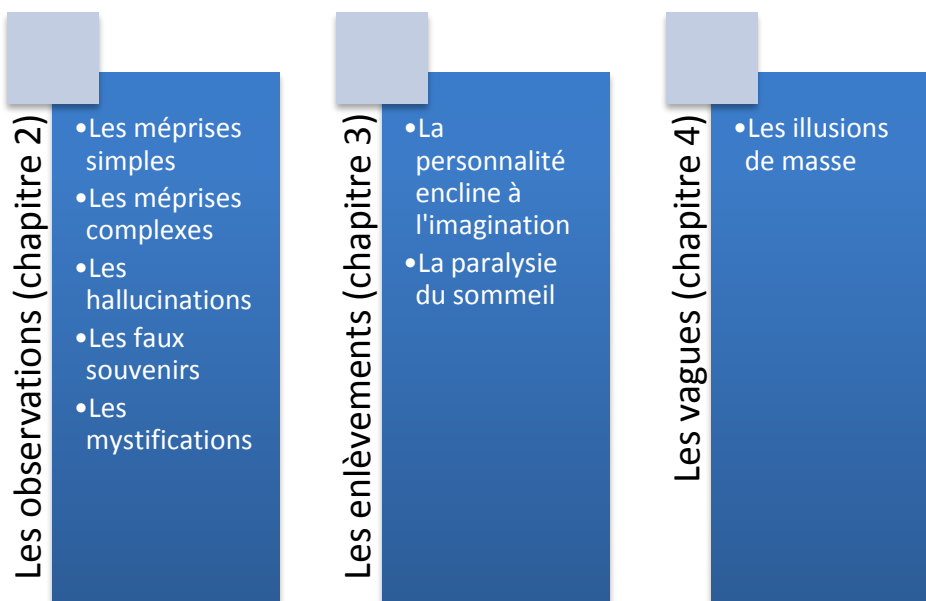 Les observations (chapitre 2)
•Les méprises
simples
•Les méprises
complexes
•Les
hallucinations
•Les faux
souvenirs
•Les
mystifications
Les enlèvements (chapitre 3)
•La
personnalité
encline à
l'imagination
•La paralysie
du sommeil
Les vagues (chapitre 4)
•Les illusions
de masse